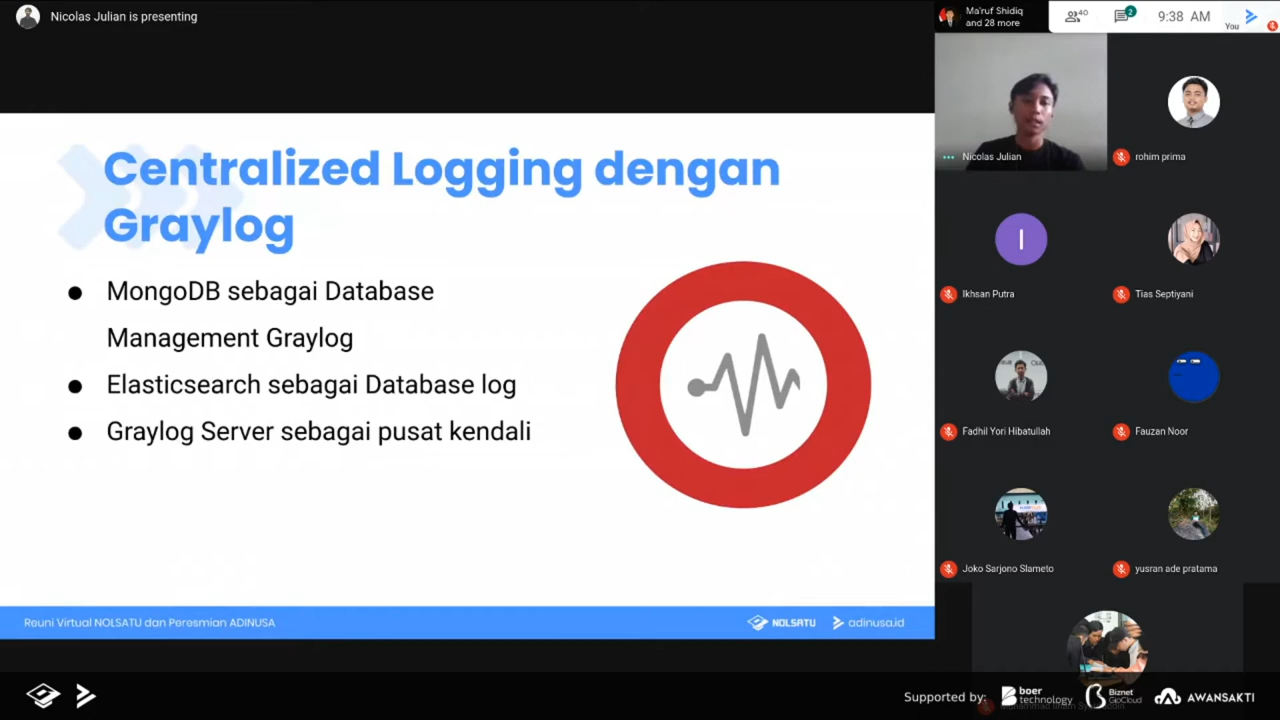 Nicolas Julian is presenting
Ma'ruf Shidiq
and 28 more
40
2
9:38 AM
You
Centralized Logging dengan
Graylog
● MongoDB sebagai Database
Management Graylog
● Elasticsearch sebagai Database log
● Graylog Server sebagai pusat kendali
Reuni Virtual NOLSATU dan Peresmian ADINUSA
NOLSATU
adinusa.id
Nicolas Julian
rohim prima
I
Ikhsan Putra
Tias Septiyani
Fadhil Yori Hibatullah
Fauzan Noor
Joko Sarjono Slameto
yusran ade pratama
Supported by:
boer
technology
Biznet
GioCloud
AWANSAKTI